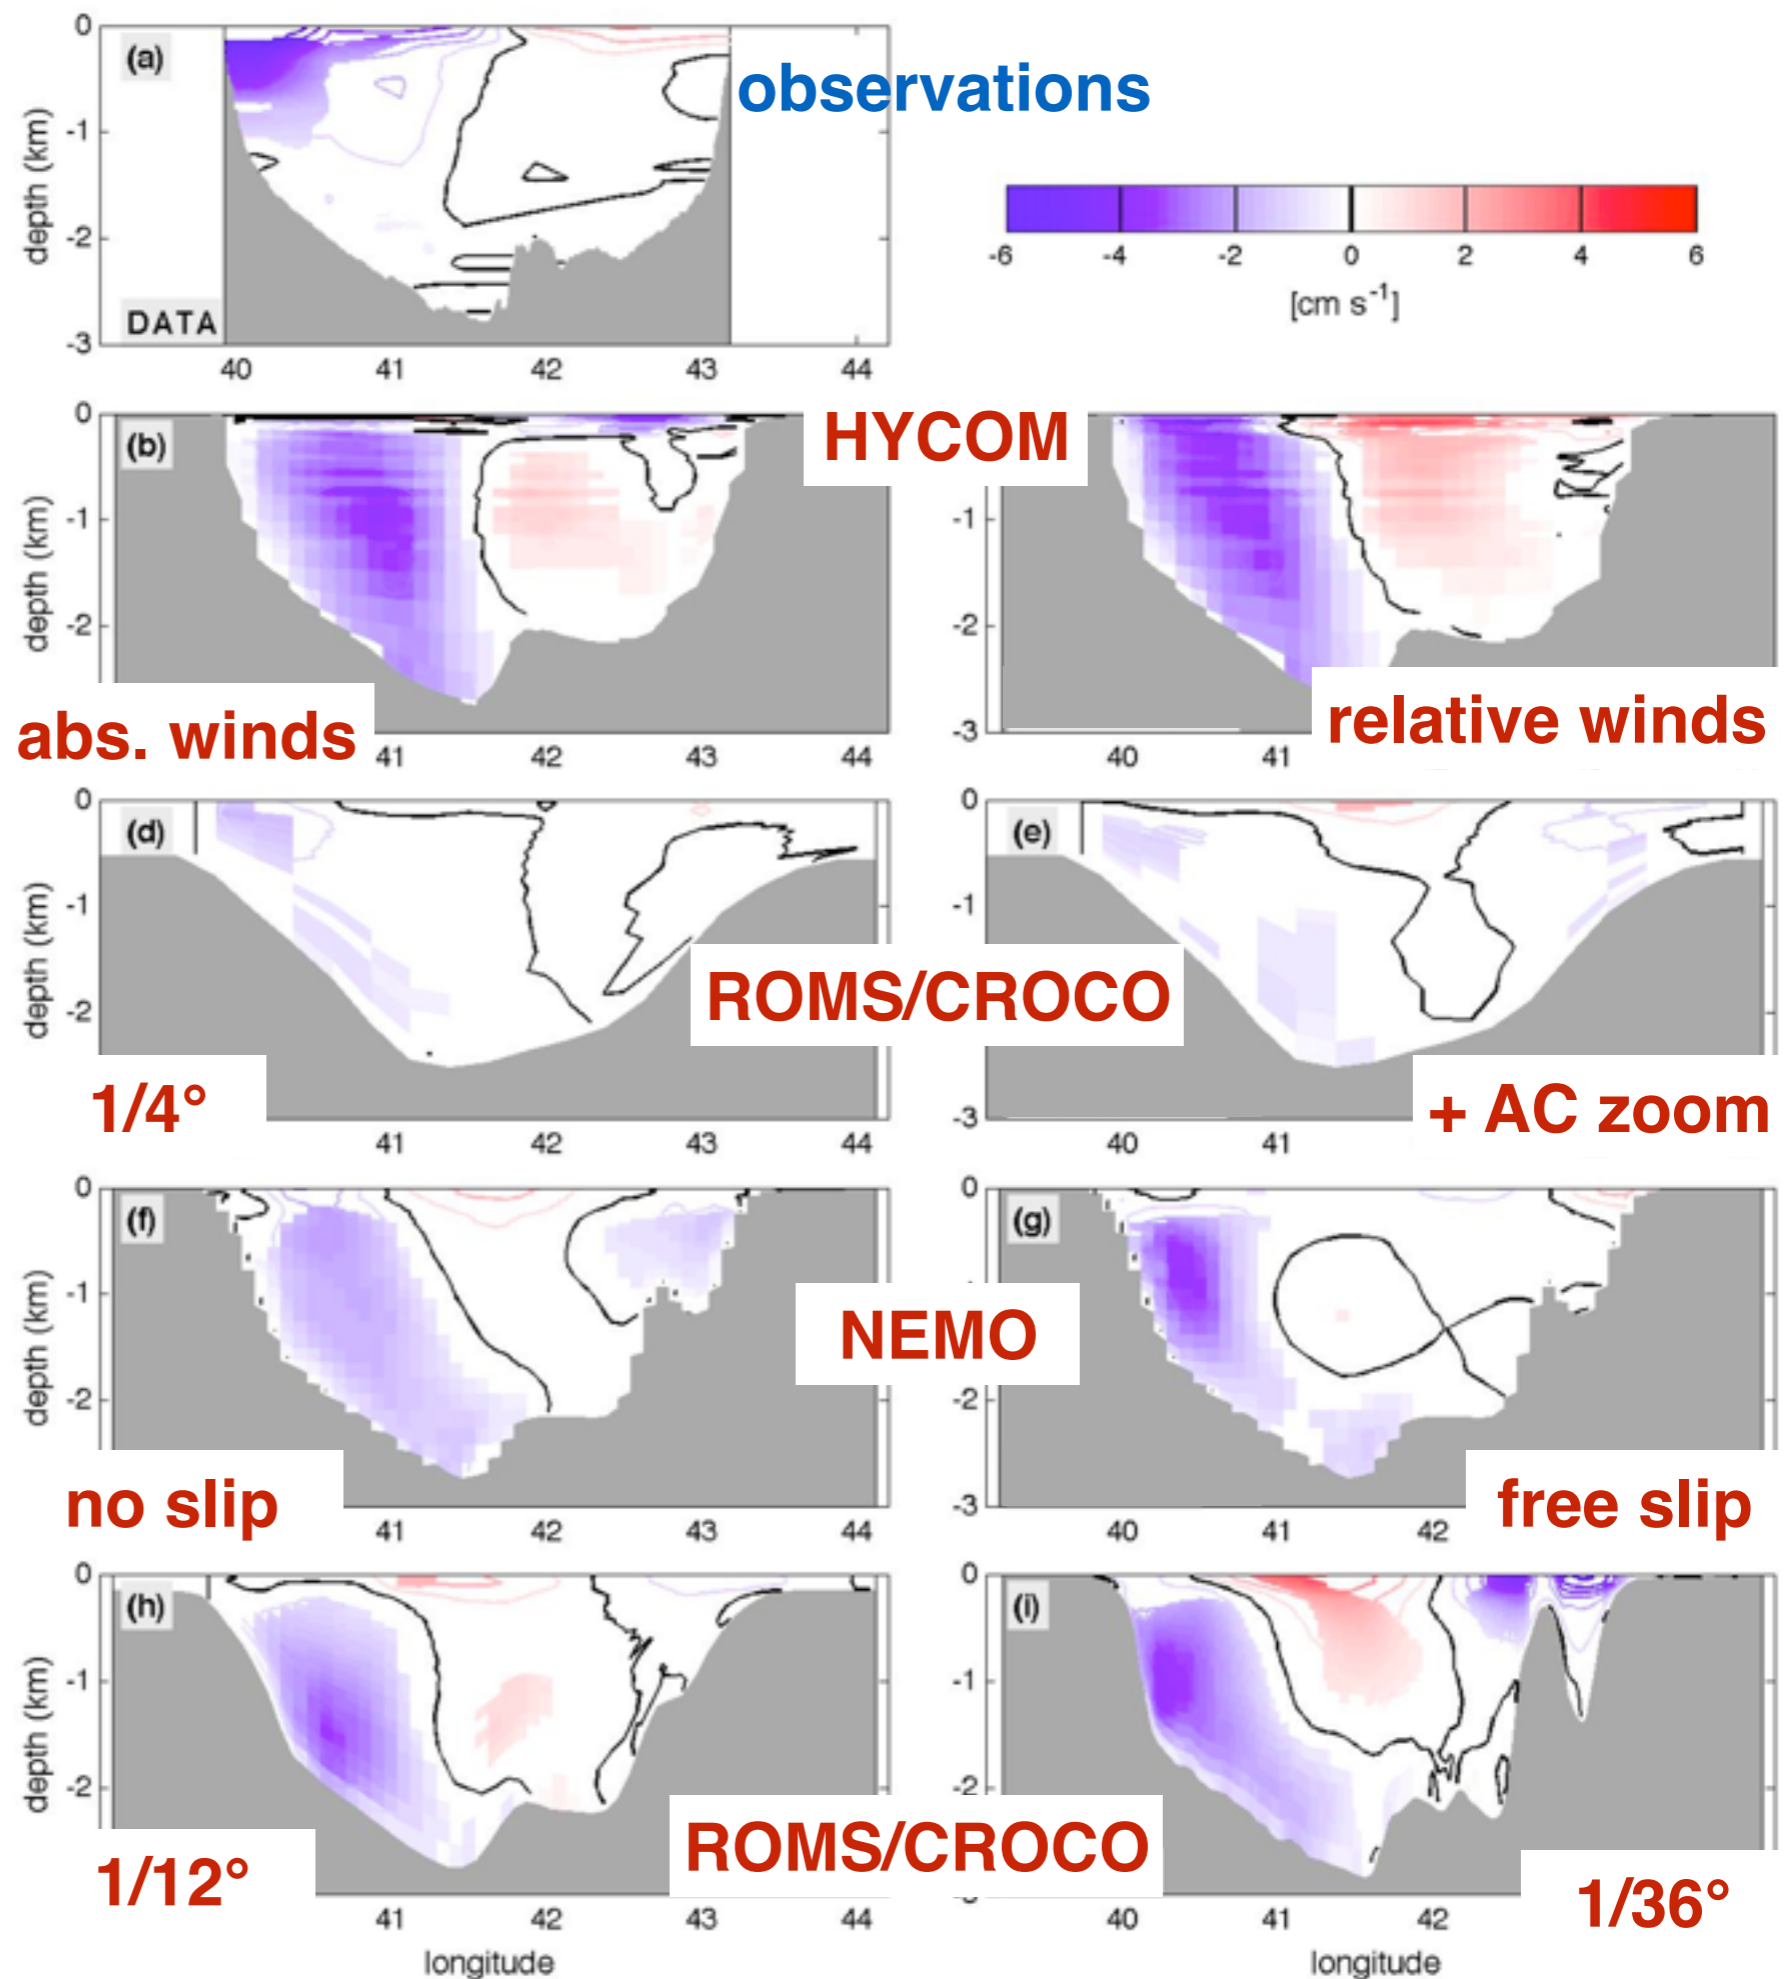 0
(a)
observations
-1
depth (km)
-2
DATA
-3
40 41 42 43 44
-6 -4 -2 0 2 4 6
[cm s⁻¹]
0
(b)
HYCOM
-1 -1
depth (km)
-2 -2
-3
abs. winds
relative winds
41 42 43 44
40 41
0 0
(d) (e)
-1 -1
depth (km)
ROMS/CROCO
-2 -2
1/4°
-3
+ AC zoom
41 42 43 44
40 41
0 0
(f) (g)
-1
depth (km)
NEMO
-2 -2
-3
no slip
free slip
41 42 43 44
40 41 42
0 0
(h) (i)
-1 -1
depth (km)
-2 -2
ROMS/CROCO
1/12°
1/36°
41 42 43 44
40 41 42
longitude longitude